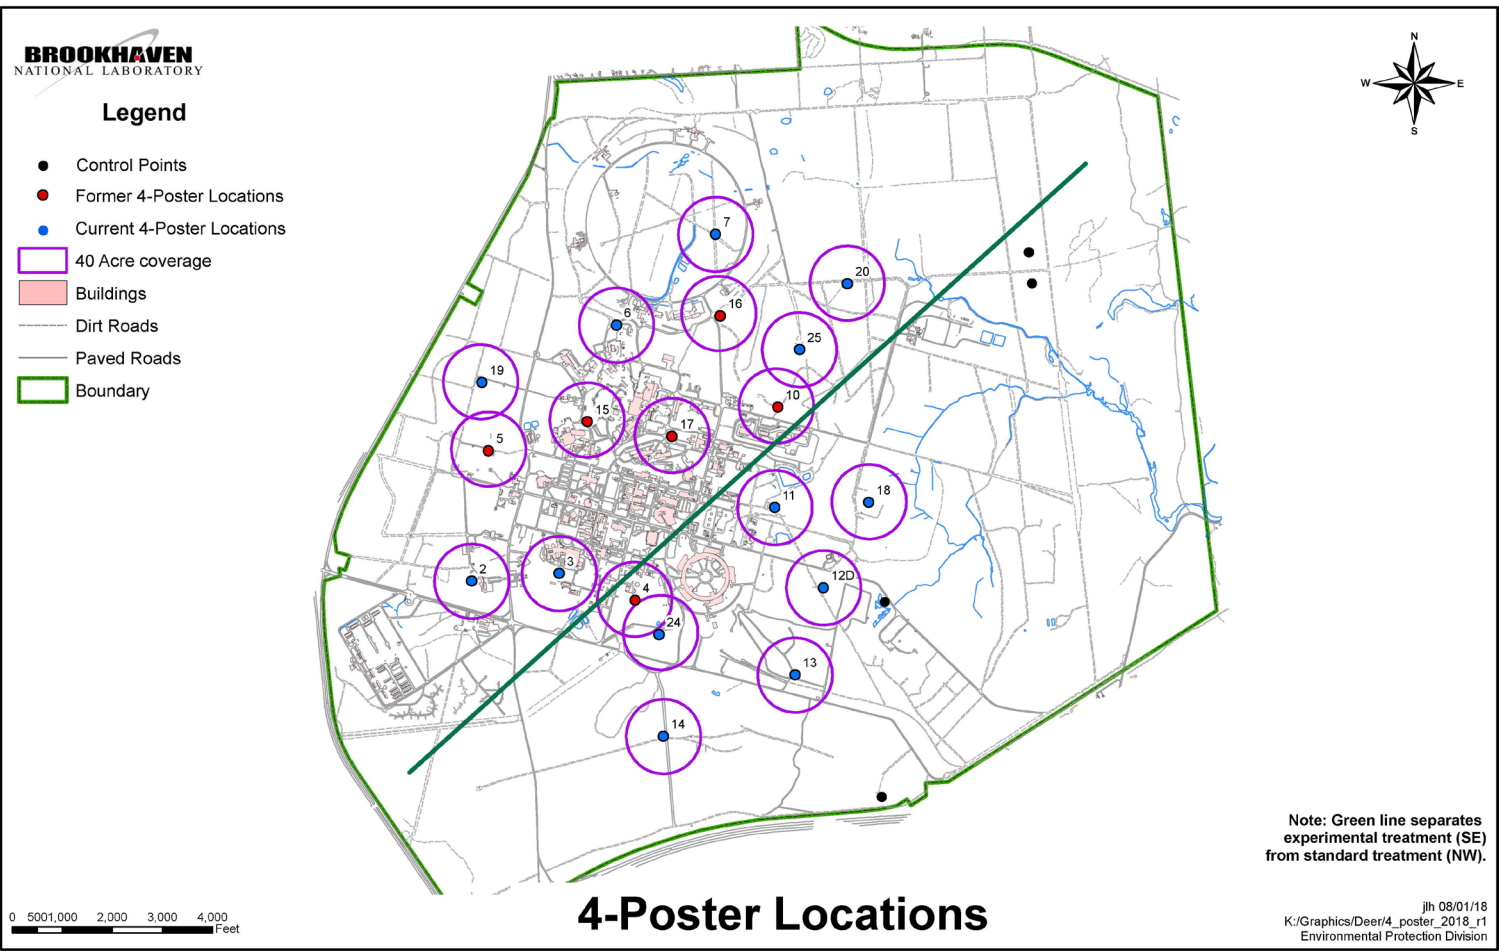 BROOKHAVEN
NATIONAL LABORATORY
Legend
Control Points
Former 4-Poster Locations
Current 4-Poster Locations
40 Acre coverage
Buildings
Dirt Roads
Paved Roads
Boundary
N
W E
S
7
20
16
6
25
19
10
15
17
5
18
11
3
2
12D
4
24
13
14
Note: Green line separates
experimental treatment (SE)
from standard treatment (NW).
4-Poster Locations
0 5001,000 2,000 3,000 4,000
Feet
jlh 08/01/18
K:/Graphics/Deer/4_poster_2018_r1
Environmental Protection Division